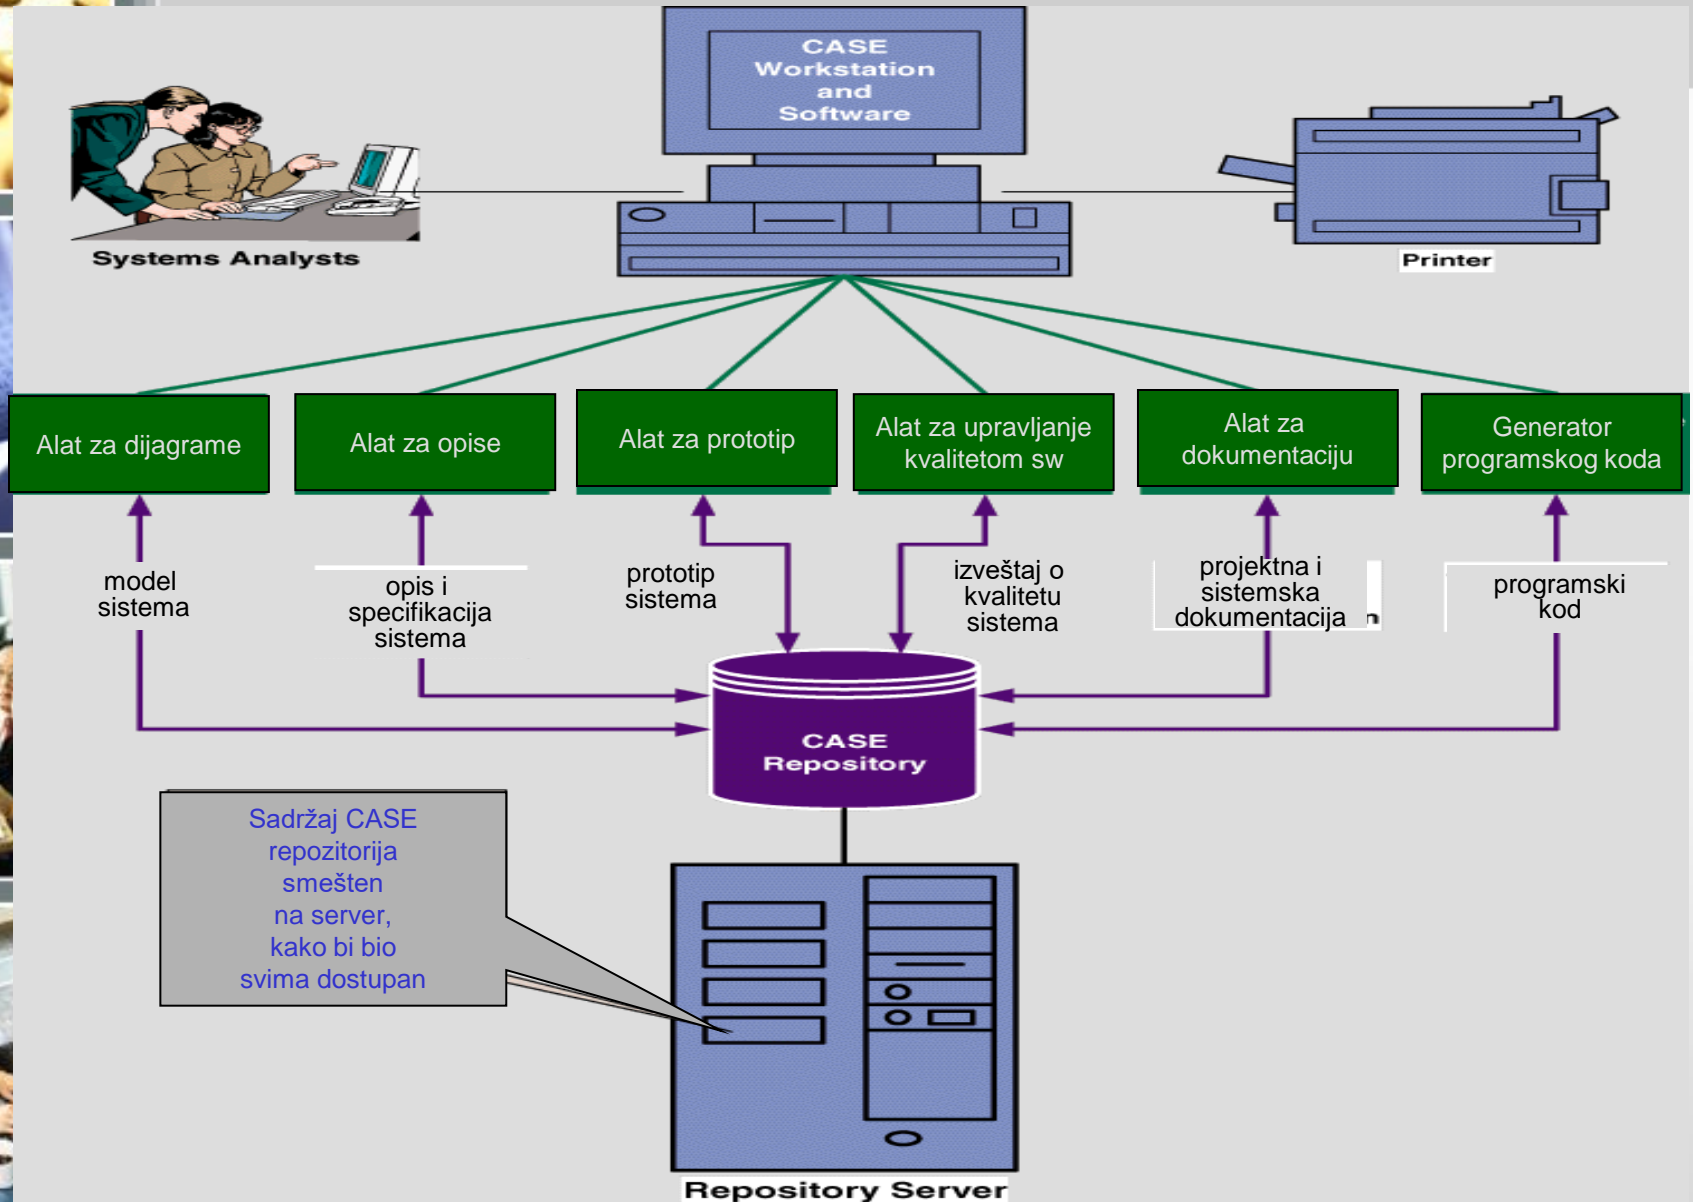 CASE
Workstation
and
Software
Systems Analysts
Printer
Alat za dijagrame
Alat za opise
Alat za prototip
Alat za upravljanje
kvalitetom sw
Alat za
dokumentaciju
Generator
programskog koda
model
sistema
opis i
specifikacija
sistema
prototip
sistema
izveštaj o
kvalitetu
sistema
projektna i
sistemska
dokumentacija
programski
kod
CASE
Repository
Sadržaj CASE
repozitorija
smešten
na server,
kako bi bio
svima dostupan
Repository Server